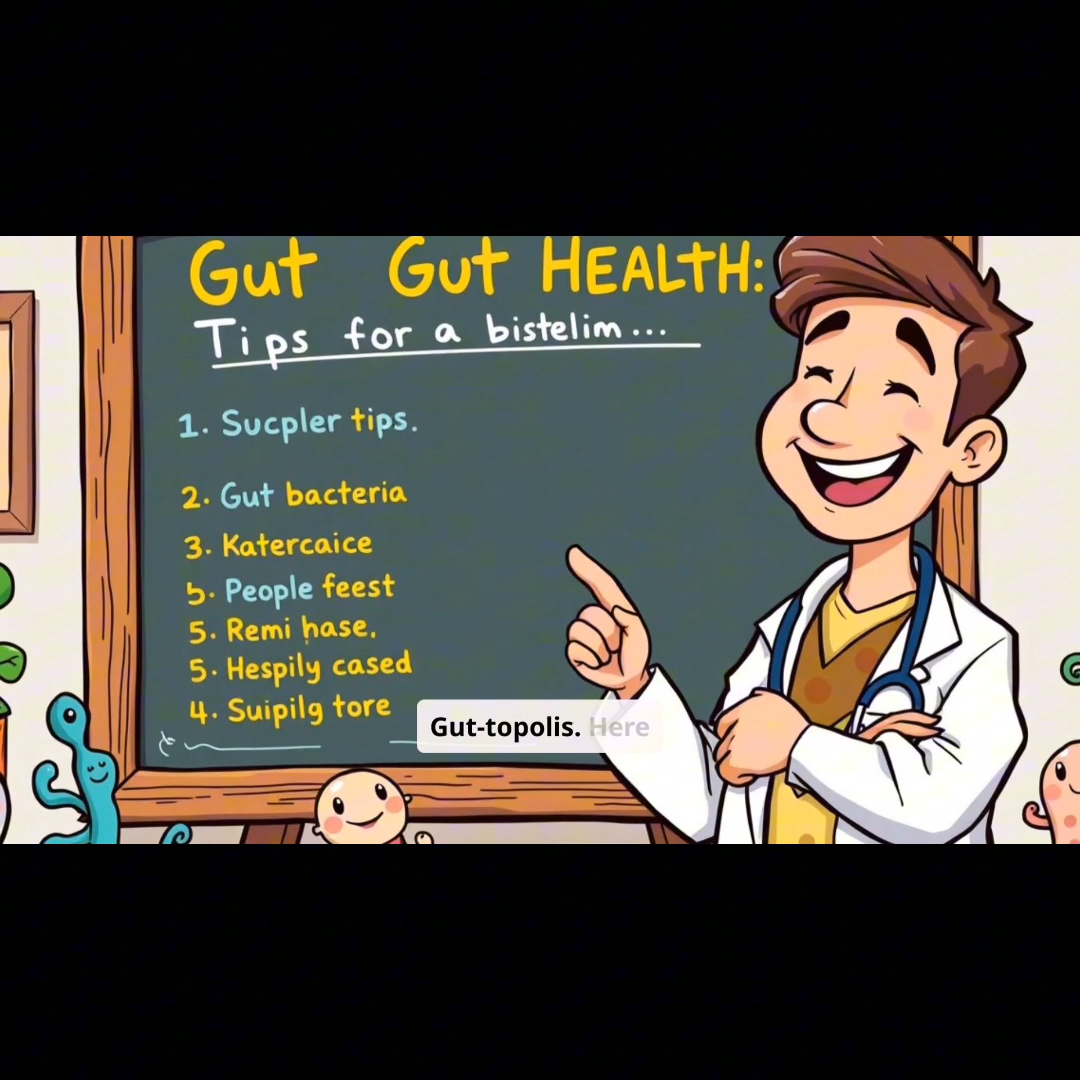 Gut Gut HEALTH:
Tips for a bistelim...
1. Sucpler tips.
2. Gut bacteria
3. Katercaice
5. People feest
5. Remi hase.
5. Hespily cased
4. Suipilg tore
Gut-topolis. Here